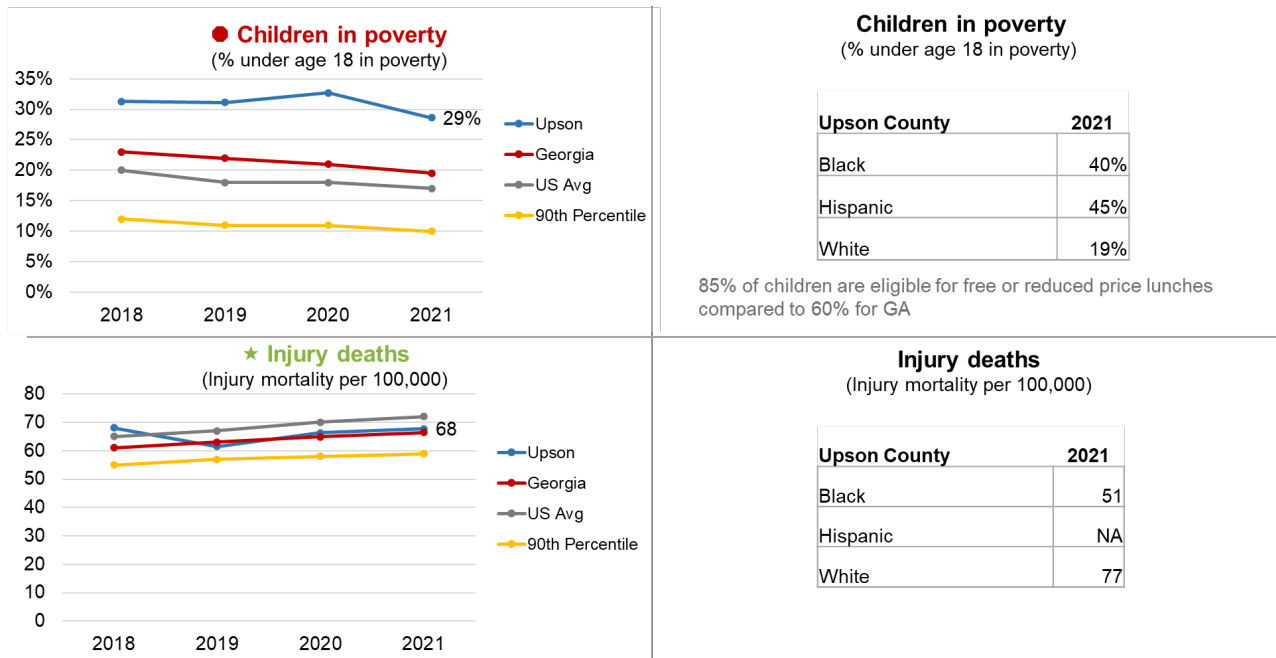 Children in poverty
(% under age 18 in poverty)
35%
30%
25%
20%
15%
10%
5%
0%
2018 2019 2020 2021
29%
Upson
Georgia
US Avg
90th Percentile
Children in poverty
(% under age 18 in poverty)
Upson County 2021
Black 40%
Hispanic 45%
White 19%
85% of children are eligible for free or reduced price lunches
compared to 60% for GA
Injury deaths
(Injury mortality per 100,000)
80
70
60
50
40
30
20
10
0
2018 2019 2020 2021
68
Upson
Georgia
US Avg
90th Percentile
Injury deaths
(Injury mortality per 100,000)
Upson County 2021
Black 51
Hispanic NA
White 77